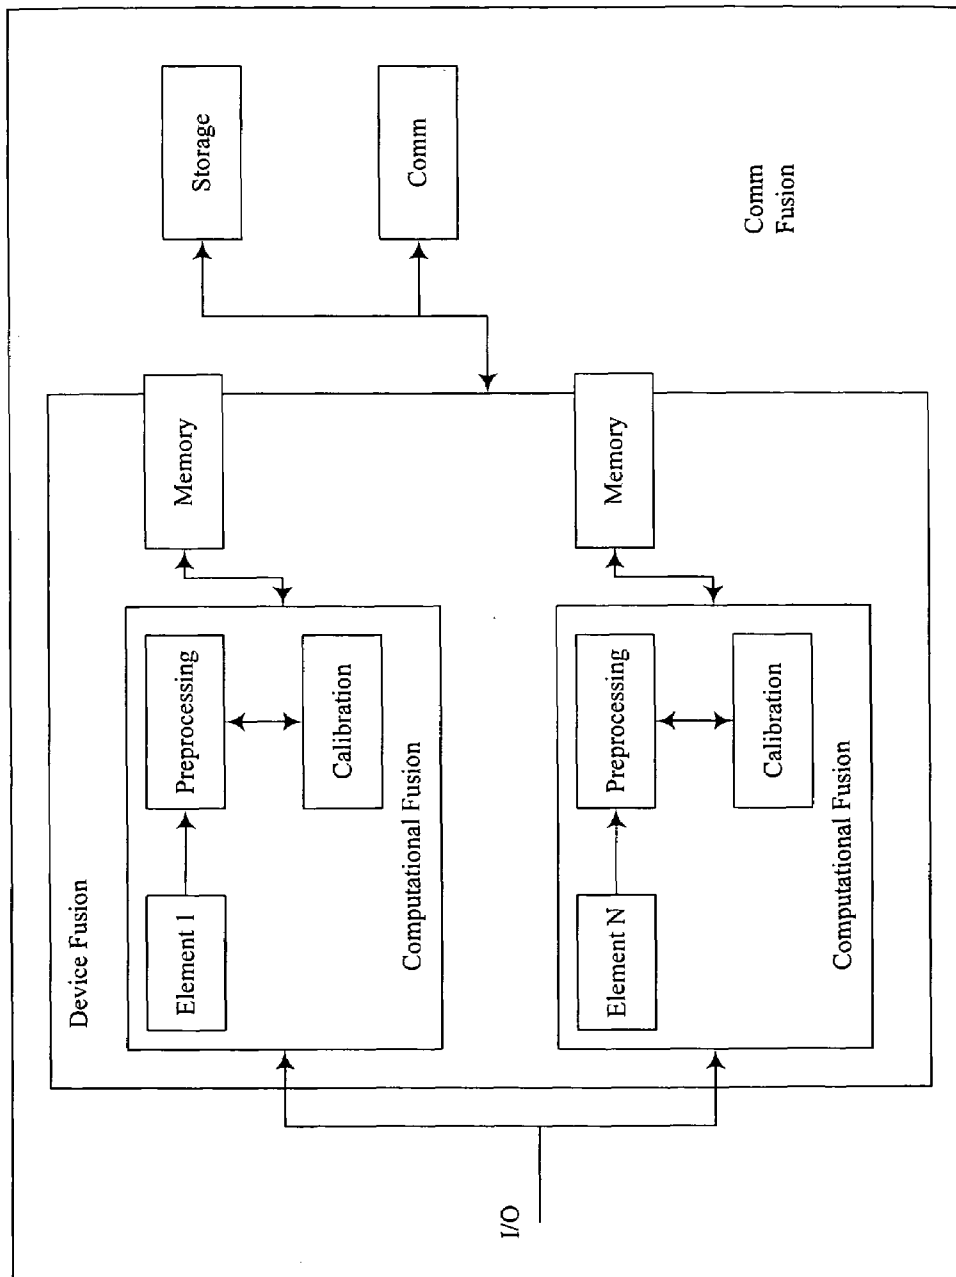 Device Fusion
Element 1
Preprocessing
Calibration
Computational Fusion
Memory
Storage
Comm
I/O
Element N
Preprocessing
Calibration
Computational Fusion
Memory
Comm
Fusion